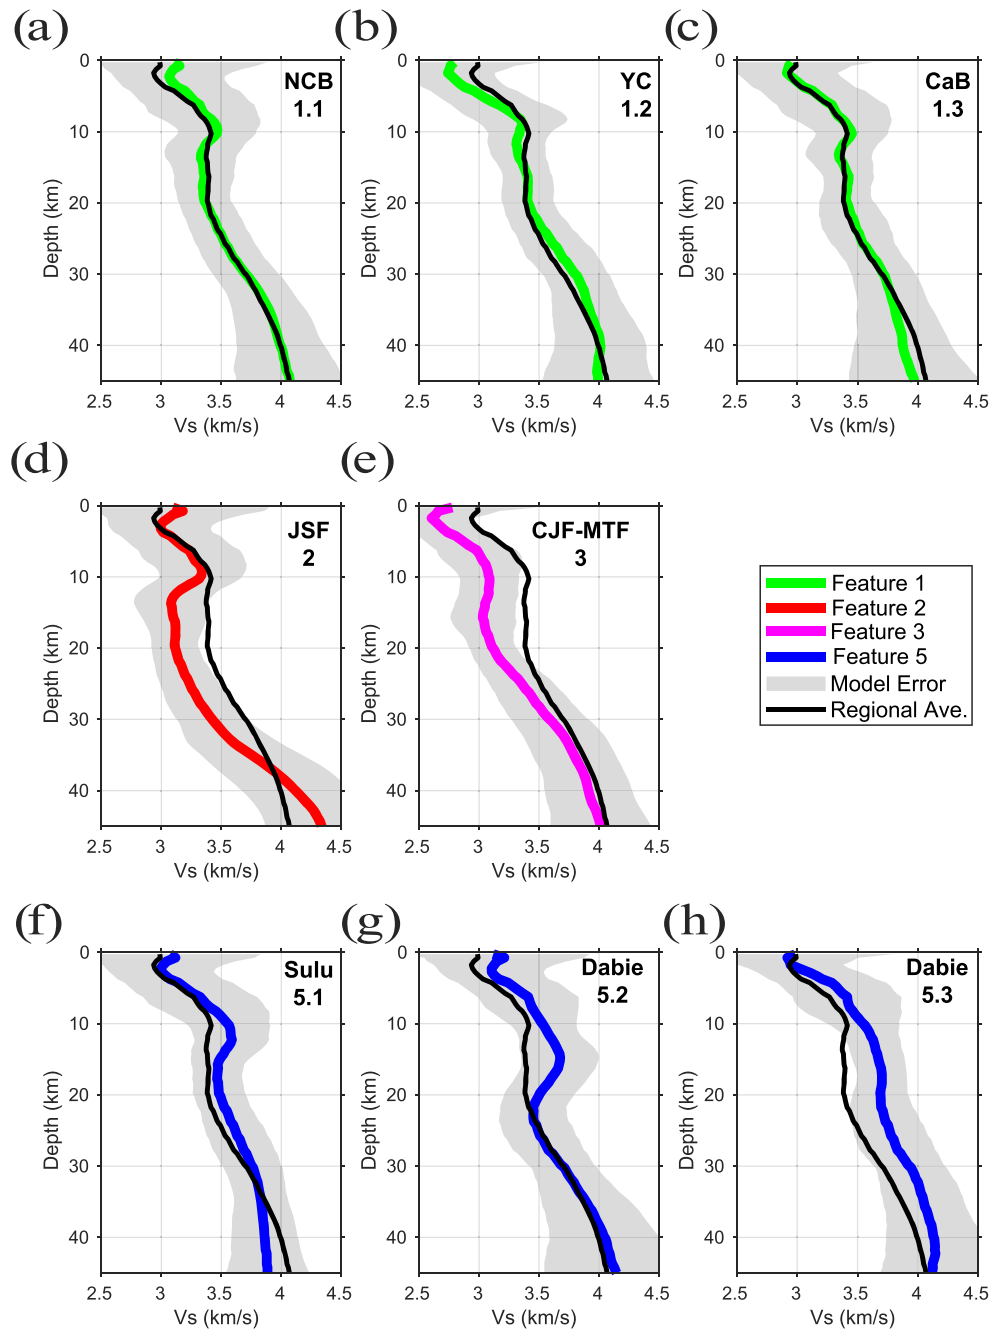 (a)
NCB
1.1
0
10
20
30
40
Depth (km)
2.5 3 3.5 4 4.5
Vs (km/s)
(b)
YC
1.2
0
10
20
30
40
Depth (km)
2.5 3 3.5 4 4.5
Vs (km/s)
(c)
CaB
1.3
0
10
20
30
40
Depth (km)
2.5 3 3.5 4 4.5
Vs (km/s)
(d)
JSF
2
0
10
20
30
40
Depth (km)
2.5 3 3.5 4 4.5
Vs (km/s)
(e)
CJF-MTF
3
0
10
20
30
40
Depth (km)
2.5 3 3.5 4 4.5
Vs (km/s)
Feature 1
Feature 2
Feature 3
Feature 5
Model Error
Regional Ave.
(f)
Sulu
5.1
0
10
20
30
40
Depth (km)
2.5 3 3.5 4 4.5
Vs (km/s)
(g)
Dabie
5.2
0
10
20
30
40
Depth (km)
2.5 3 3.5 4 4.5
Vs (km/s)
(h)
Dabie
5.3
0
10
20
30
40
Depth (km)
2.5 3 3.5 4 4.5
Vs (km/s)